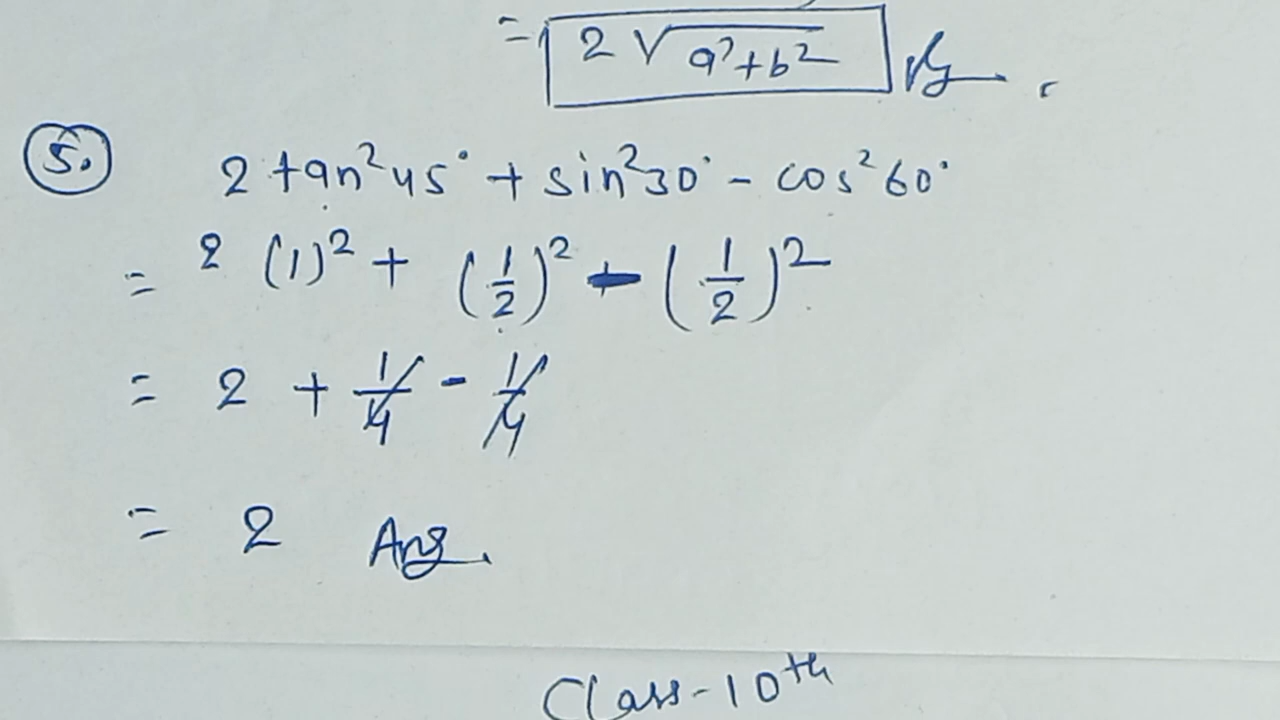 = 2 √(a²+b²)
5. 2 tan²45° + sin²30° - cos²60°
= 2 (1)² + (1/2)² - (1/2)²
= 2 + 1/4 - 1/4
= 2 Ans.
Class-10th